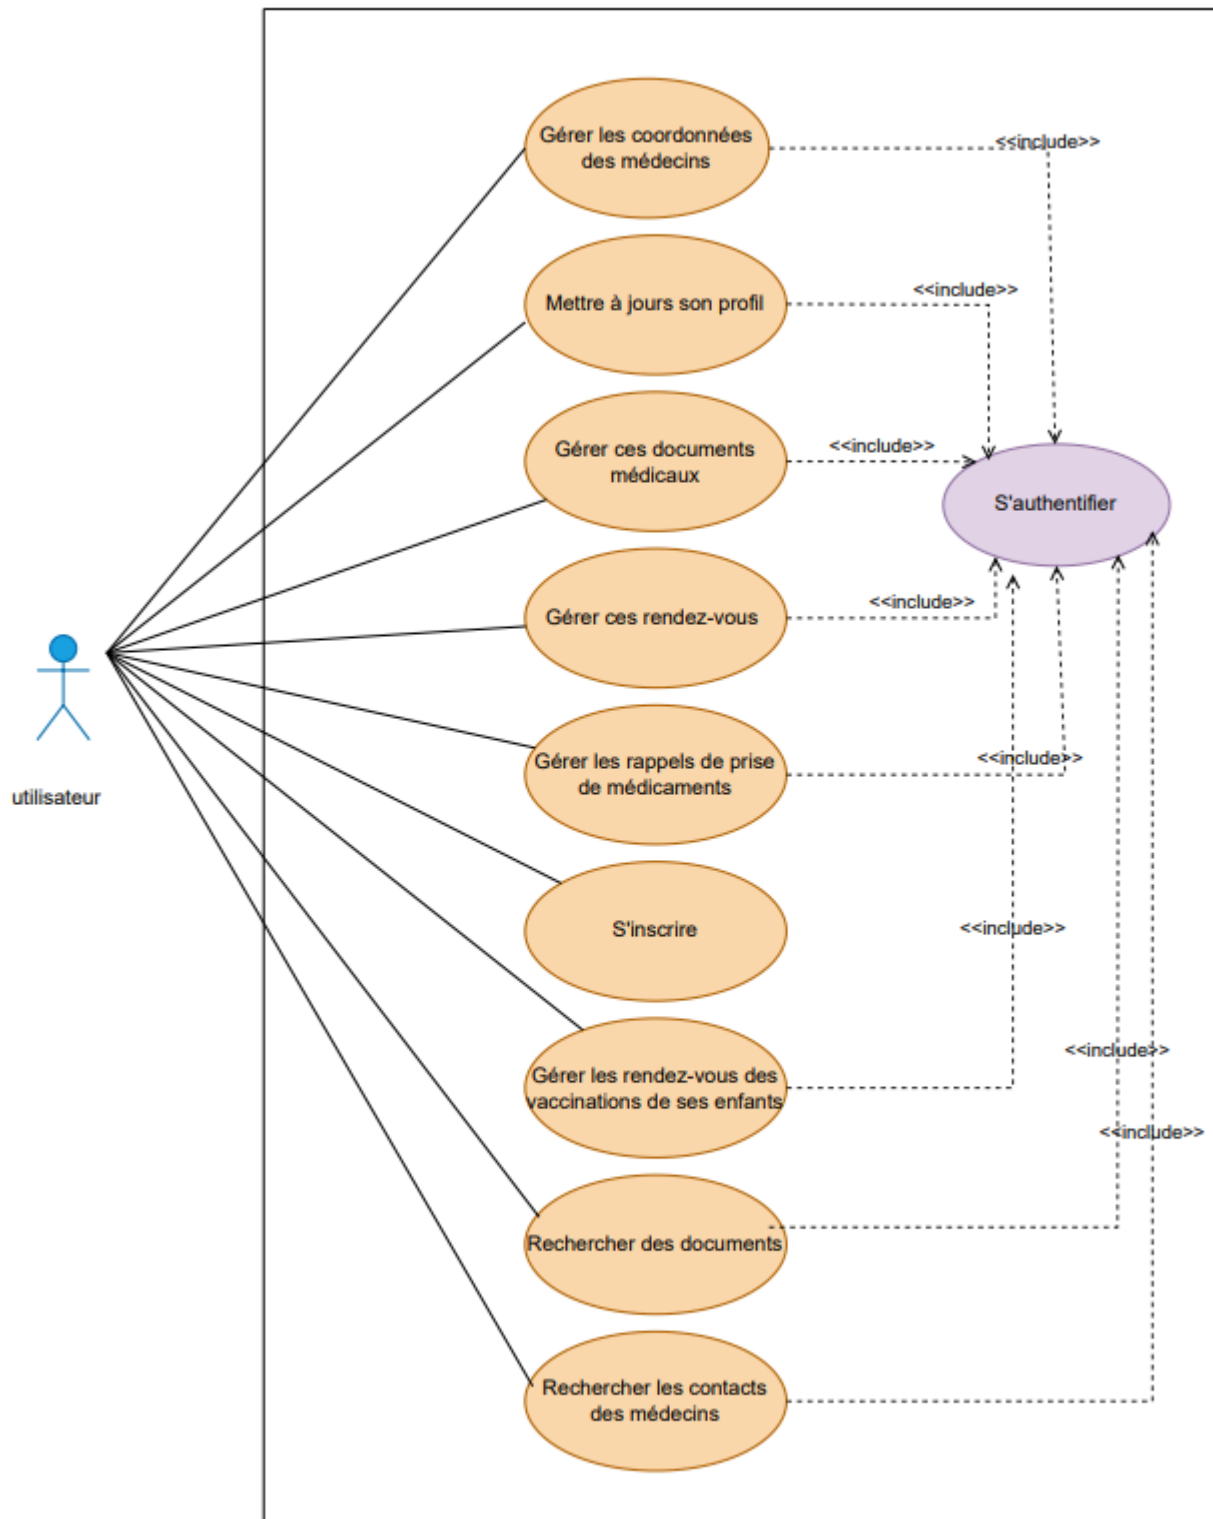 Gérer les coordonnées
des médecins
<<include>>
Mettre à jours son profil
<<include>>
Gérer ces documents
médicaux
<<include>>
S'authentifier
Gérer ces rendez-vous
<<include>>
utilisateur
Gérer les rappels de prise
de médicaments
<<include>>
S'inscrire
<<include>>
Gérer les rendez-vous des
vaccinations de ses enfants
<<include>>
<<include>>
Rechercher des documents
Rechercher les contacts
des médecins